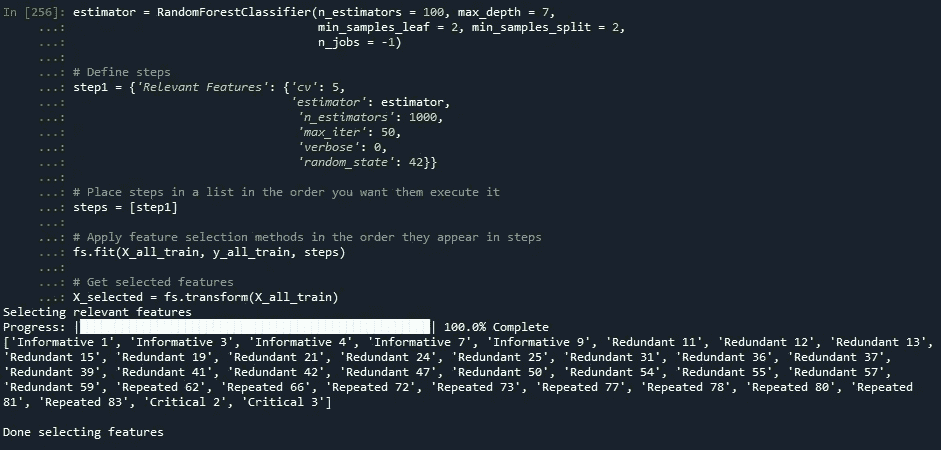 In [256]: estimator = RandomForestClassifier(n_estimators = 100, max_depth = 7,
...: min_samples_leaf = 2, min_samples_split = 2,
...: n_jobs = -1)
...:
...: # Define steps
...: step1 = {'Relevant Features': {'cv': 5,
...: 'estimator': estimator,
...: 'n_estimators': 1000,
...: 'max_iter': 50,
...: 'verbose': 0,
...: 'random_state': 42}}
...:
...: # Place steps in a list in the order you want them execute it
...: steps = [step1]
...:
...: # Apply feature selection methods in the order they appear in steps
...: fs.fit(X_all_train, y_all_train, steps)
...:
...: # Get selected features
...: X_selected = fs.transform(X_all_train)
Selecting relevant features
Progress: |██████████████████████████████████████████████████| 100.0% Complete
['Informative 1', 'Informative 3', 'Informative 4', 'Informative 7', 'Informative 9', 'Redundant 11', 'Redundant 12', 'Redundant 13',
'Redundant 15', 'Redundant 19', 'Redundant 21', 'Redundant 24', 'Redundant 25', 'Redundant 31', 'Redundant 36', 'Redundant 37',
'Redundant 39', 'Redundant 41', 'Redundant 42', 'Redundant 47', 'Redundant 50', 'Redundant 54', 'Redundant 55', 'Redundant 57',
'Redundant 59', 'Repeated 62', 'Repeated 66', 'Repeated 72', 'Repeated 73', 'Repeated 77', 'Repeated 78', 'Repeated 80', 'Repeated
81', 'Repeated 83', 'Critical 2', 'Critical 3']
Done selecting features